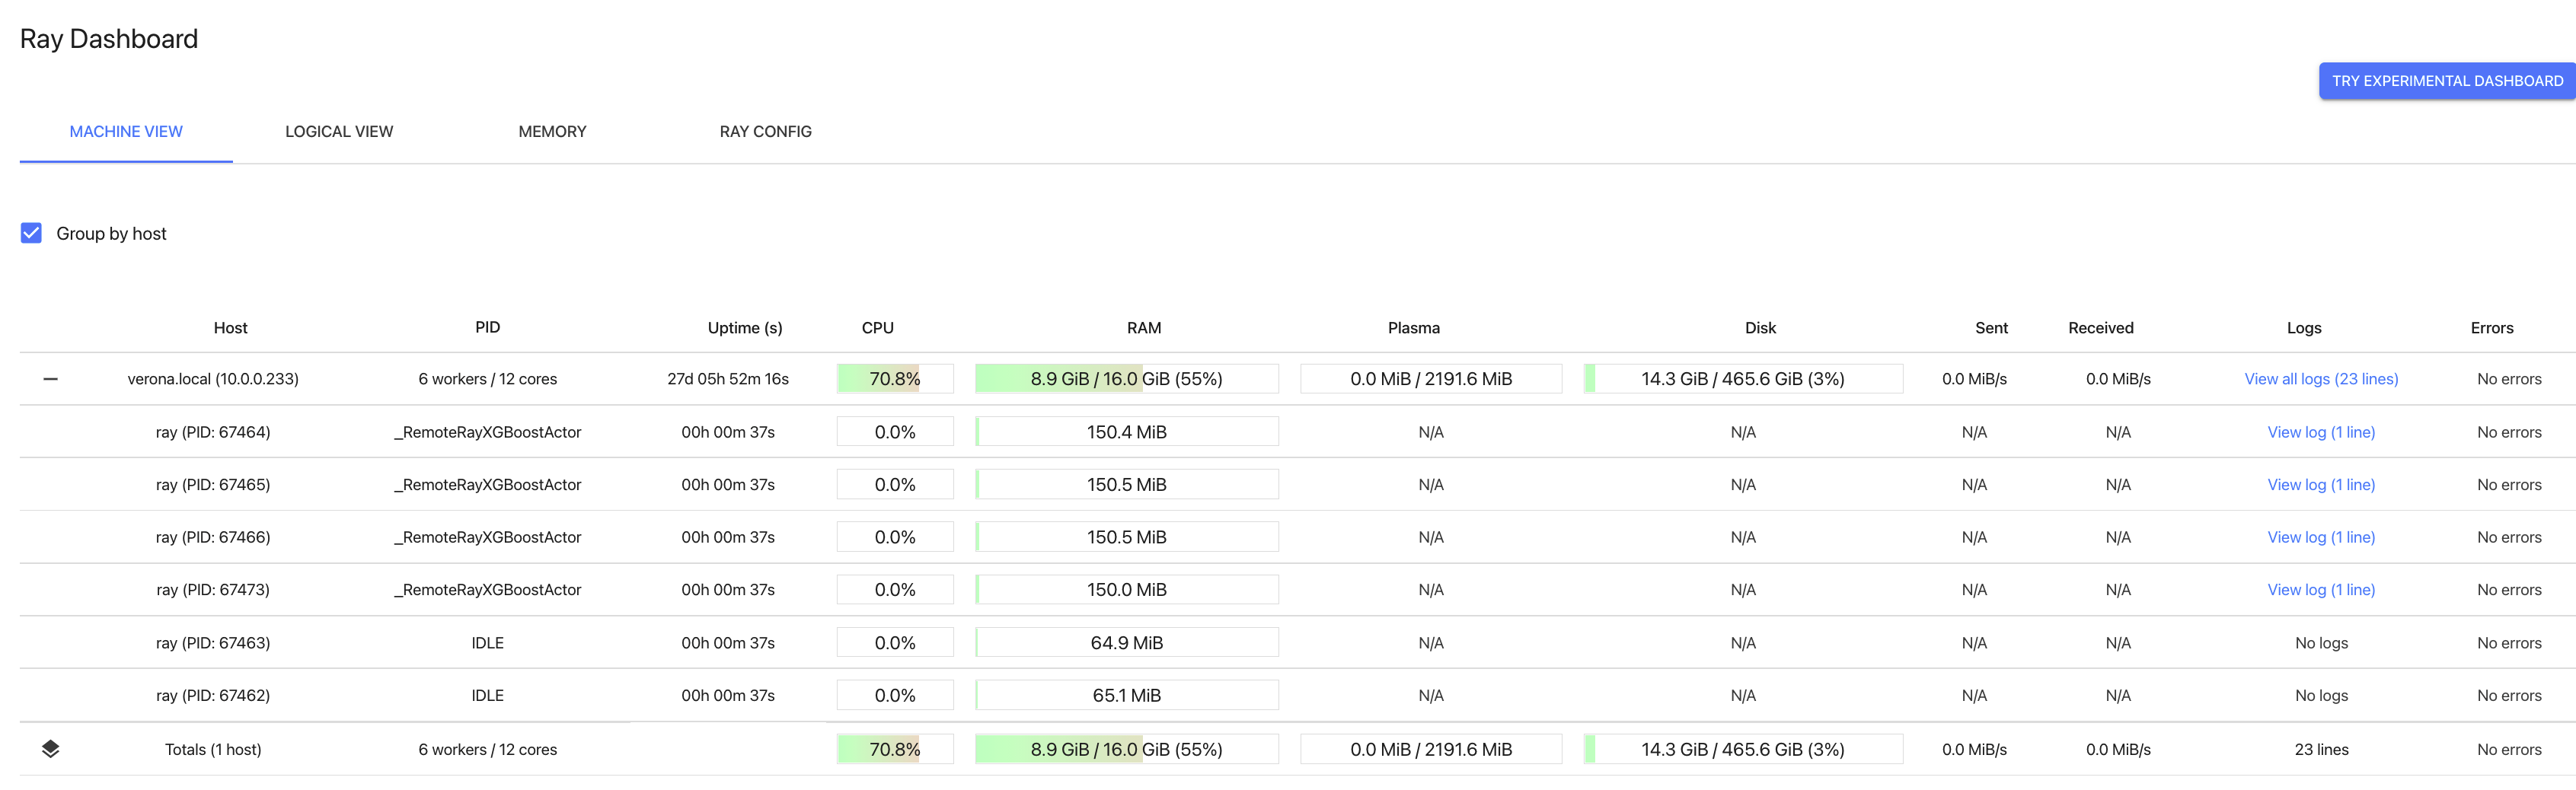 Ray Dashboard
TRY EXPERIMENTAL DASHBOARD
MACHINE VIEW LOGICAL VIEW MEMORY RAY CONFIG
Group by host
Host PID Uptime (s) CPU RAM Plasma Disk Sent Received Logs Errors
verona.local (10.0.0.233) 6 workers / 12 cores 27d 05h 52m 16s 70.8% 8.9 GiB / 16.0 GiB (55%) 0.0 MiB / 2191.6 MiB 14.3 GiB / 465.6 GiB (3%) 0.0 MiB/s 0.0 MiB/s View all logs (23 lines) No errors
ray (PID: 67464) _RemoteRayXGBoostActor 00h 00m 37s 0.0% 150.4 MiB N/A N/A N/A N/A View log (1 line) No errors
ray (PID: 67465) _RemoteRayXGBoostActor 00h 00m 37s 0.0% 150.5 MiB N/A N/A N/A N/A View log (1 line) No errors
ray (PID: 67466) _RemoteRayXGBoostActor 00h 00m 37s 0.0% 150.5 MiB N/A N/A N/A N/A View log (1 line) No errors
ray (PID: 67473) _RemoteRayXGBoostActor 00h 00m 37s 0.0% 150.0 MiB N/A N/A N/A N/A View log (1 line) No errors
ray (PID: 67463) IDLE 00h 00m 37s 0.0% 64.9 MiB N/A N/A N/A N/A No logs No errors
ray (PID: 67462) IDLE 00h 00m 37s 0.0% 65.1 MiB N/A N/A N/A N/A No logs No errors
Totals (1 host) 6 workers / 12 cores 70.8% 8.9 GiB / 16.0 GiB (55%) 0.0 MiB / 2191.6 MiB 14.3 GiB / 465.6 GiB (3%) 0.0 MiB/s 0.0 MiB/s 23 lines No errors